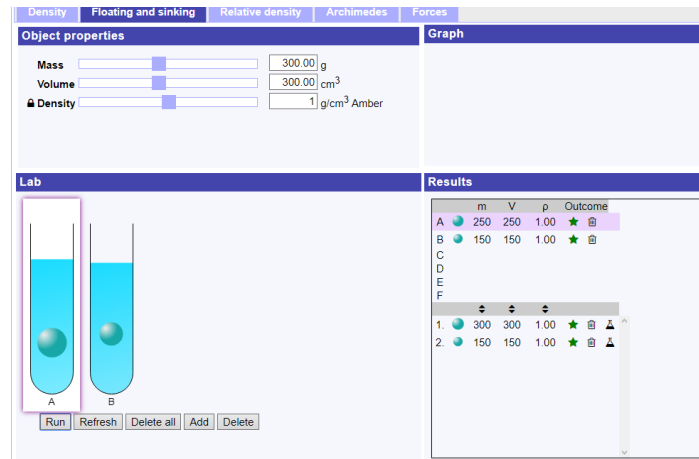 Density Floating and sinking Relative density Archimedes Forces
Object properties
Mass 300.00 g
Volume 300.00 cm3
Density 1 g/cm3 Amber
Graph
Lab
A B
Run Refresh Delete all Add Delete
Results
m V ρ Outcome
A 250 250 1.00
B 150 150 1.00
C
D
E
F
1. 300 300 1.00
2. 150 150 1.00